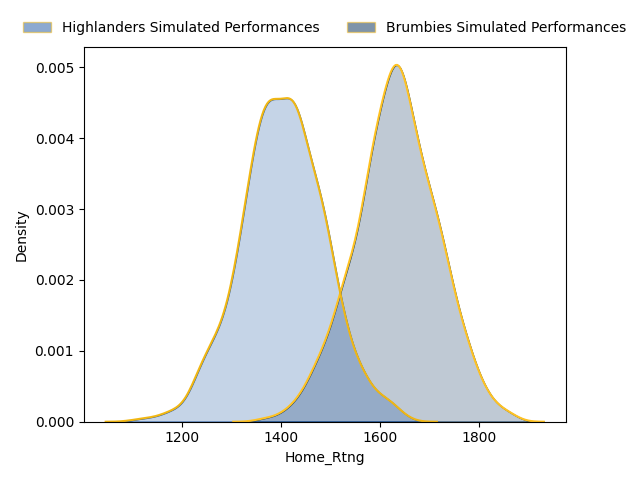 Highlanders Simulated Performances Brumbies Simulated Performances
0.005
0.004
0.003
0.002
0.001
0.000
Density
1200 1400 1600 1800
Home_Rtng